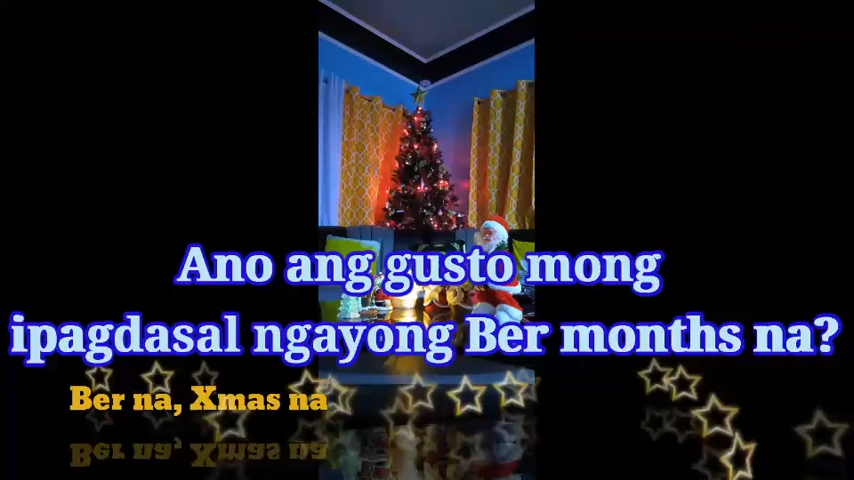 Ano ang gusto mong
ipagdasal ngayong Ber months na?
Ber na, Xmas na